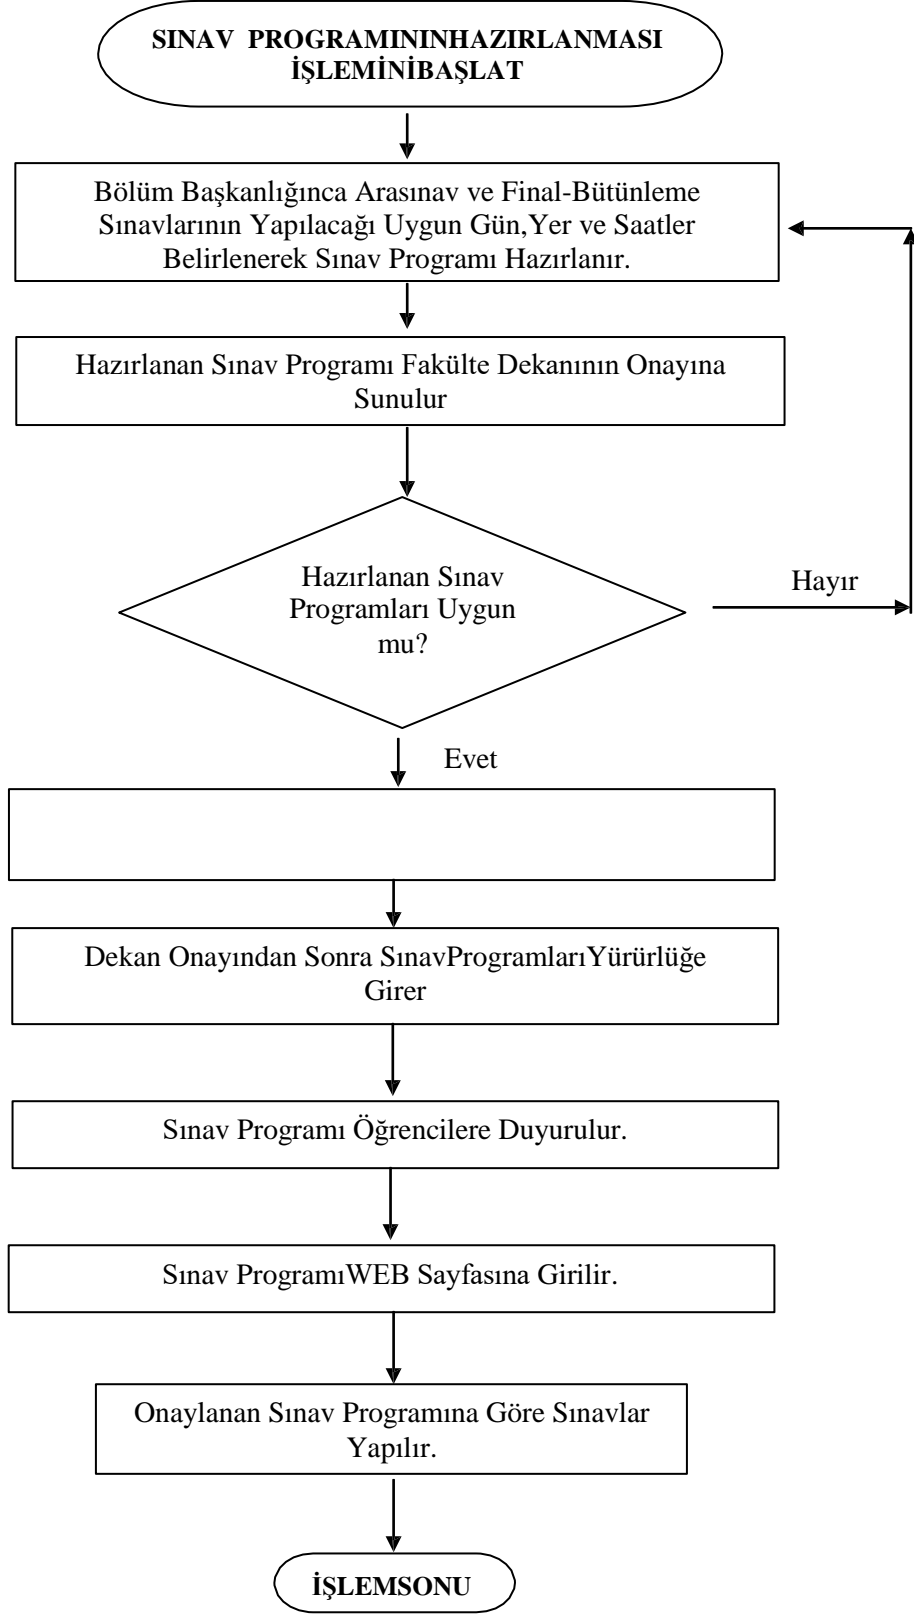 SINAV PROGRAMININHAZIRLANMASI
İŞLEMİNİBAŞLAT
Bölüm Başkanlığınca Arasınav ve Final-Bütünleme
Sınavlarının Yapılacağı Uygun Gün,Yer ve Saatler
Belirlenerek Sınav Programı Hazırlanır.
Hazırlanan Sınav Programı Fakülte Dekanının Onayına
Sunulur
Hazırlanan Sınav
Programları Uygun
mu?
Hayır
Evet
Dekan Onayından Sonra SınavProgramlarıYürürlüğe
Girer
Sınav Programı Öğrencilere Duyurulur.
Sınav ProgramıWEB Sayfasına Girilir.
Onaylanan Sınav Programına Göre Sınavlar
Yapılır.
İŞLEMSONU